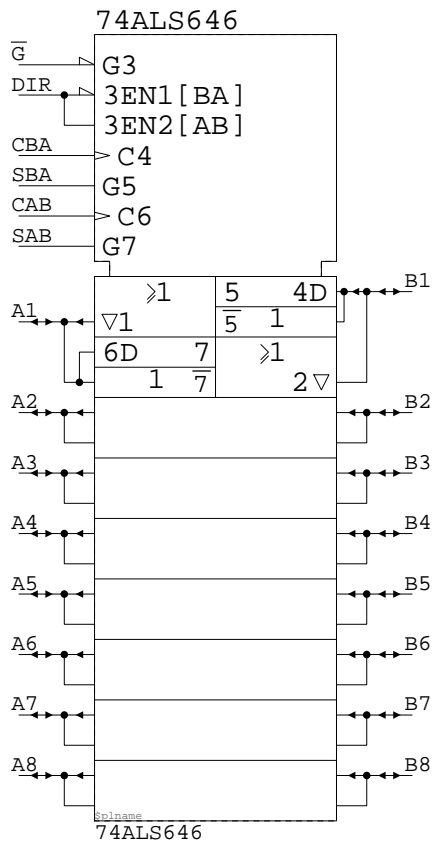 74ALS646
G̅
G3
DIR
3EN1[BA]
3EN2[AB]
CBA
C4
SBA
G5
CAB
C6
SAB
G7
≥1 5 4D B1
A1 ▽1 5̅ 1
6D 7 ≥1
1 7̅ 2▽
A2 B2
A3 B3
A4 B4
A5 B5
A6 B6
A7 B7
A8 B8
$plname
74ALS646